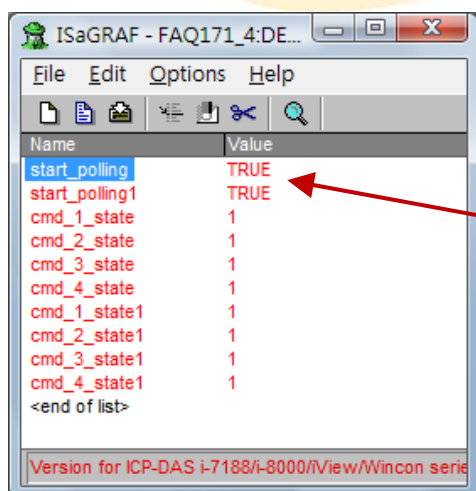 ISaGRAF - FAQ171_4:DE...
File Edit Options Help
Name Value
start_polling TRUE
start_polling1 TRUE
cmd_1_state 1
cmd_2_state 1
cmd_3_state 1
cmd_4_state 1
cmd_1_state1 1
cmd_2_state1 1
cmd_3_state1 1
cmd_4_state1 1
<end of list>
Version for ICP-DAS i-7188/i-8000/iView/Wincon serie